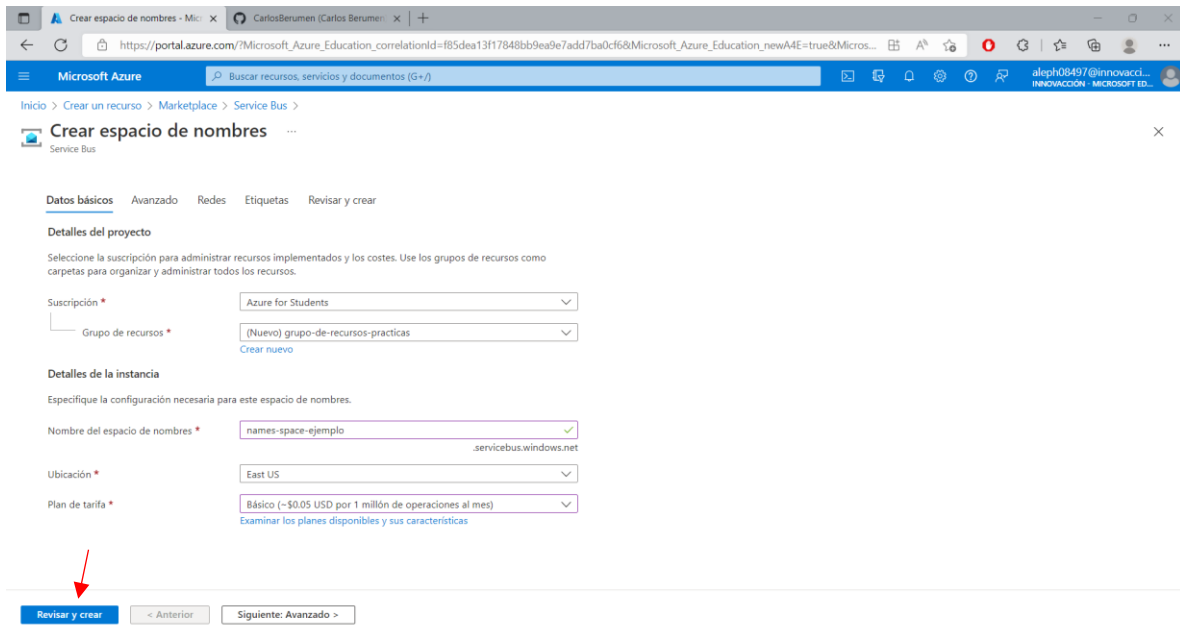 Crear espacio de nombres - Micr
CarlosBerumen (Carlos Berumen
https://portal.azure.com/?Microsoft_Azure_Education_correlationId=f85dea13f17848bb9ea9e7add7ba0cf6&Microsoft_Azure_Education_newA4E=true&Micros...
Microsoft Azure
Buscar recursos, servicios y documentos (G+/)
aleph08497@innovacci...
INNOVACCIÓN - MICROSOFT ED...
Inicio > Crear un recurso > Marketplace > Service Bus >
Crear espacio de nombres ...
Service Bus
Datos básicos Avanzado Redes Etiquetas Revisar y crear
Detalles del proyecto
Seleccione la suscripción para administrar recursos implementados y los costes. Use los grupos de recursos como
carpetas para organizar y administrar todos los recursos.
Suscripción * Azure for Students
Grupo de recursos * (Nuevo) grupo-de-recursos-practicas
Crear nuevo
Detalles de la instancia
Especifique la configuración necesaria para este espacio de nombres.
Nombre del espacio de nombres * names-space-ejemplo
.servicebus.windows.net
Ubicación * East US
Plan de tarifa * Básico (~$0.05 USD por 1 millón de operaciones al mes)
Examinar los planes disponibles y sus características
Revisar y crear < Anterior Siguiente: Avanzado >